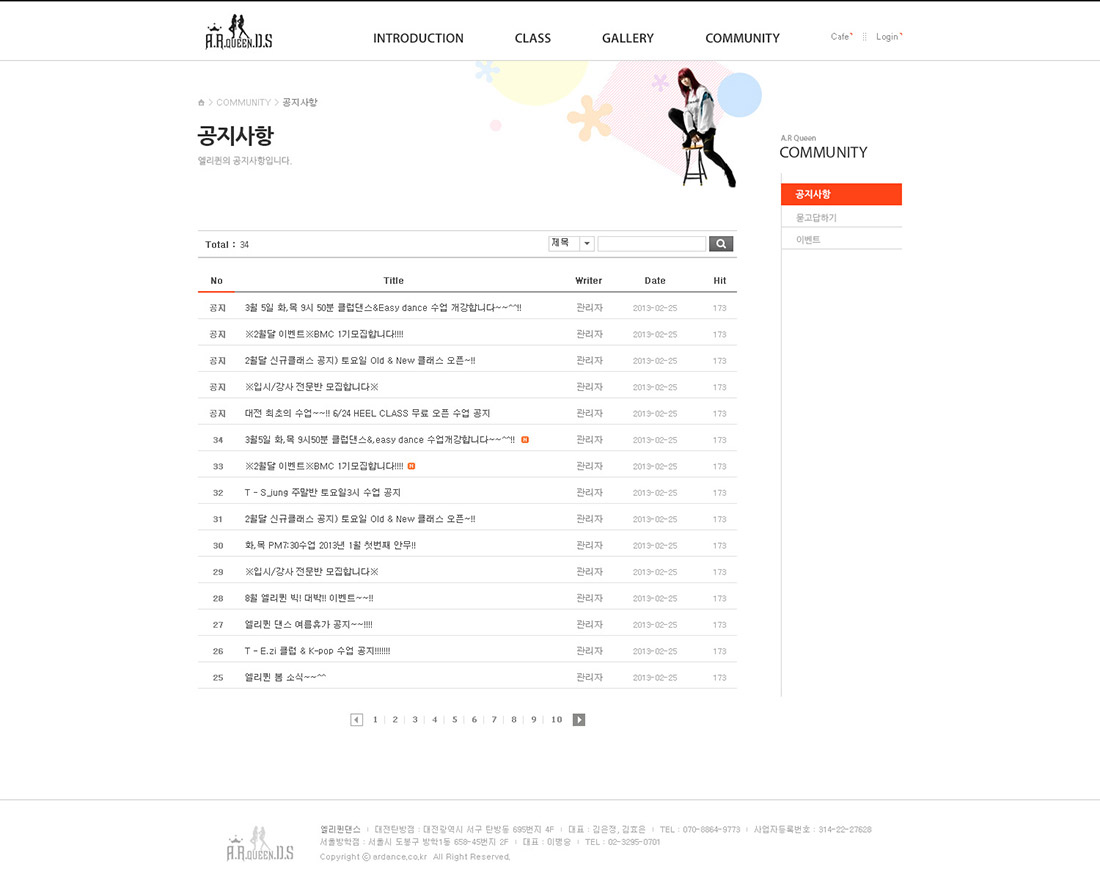 A.R.QUEEN.D.S
INTRODUCTION CLASS GALLERY COMMUNITY Cafe Login
COMMUNITY > 공지사항
공지사항
엘리퀸의 공지사항입니다.
A.R Queen
COMMUNITY
공지사항
묻고답하기
이벤트
Total : 34 제목
No Title Writer Date Hit
공지 3월 5일 화,목 9시 50분 클럽댄스&Easy dance 수업 개강합니다~~^^!! 관리자 2013-02-25 173
공지 ※2월달 이벤트※BMC 1기모집합니다!!!! 관리자 2013-02-25 173
공지 2월달 신규클래스 공지) 토요일 Old & New 클래스 오픈~!! 관리자 2013-02-25 173
공지 ※입시/강사 전문반 모집합니다※ 관리자 2013-02-25 173
공지 대전 최초의 수업~~!! 6/24 HEEL CLASS 무료 오픈 수업 공지 관리자 2013-02-25 173
34 3월5일 화,목 9시50분 클럽댄스&,easy dance 수업개강합니다~~^^!! H 관리자 2013-02-25 173
33 ※2월달 이벤트※BMC 1기모집합니다!!!! H 관리자 2013-02-25 173
32 T - S_jung 주말반 토요일3시 수업 공지 관리자 2013-02-25 173
31 2월달 신규클래스 공지) 토요일 Old & New 클래스 오픈~!! 관리자 2013-02-25 173
30 화,목 PM7:30수업 2013년 1월 첫번째 안무!! 관리자 2013-02-25 173
29 ※입시/강사 전문반 모집합니다※ 관리자 2013-02-25 173
28 8월 엘리퀸 빅! 대박!! 이벤트~~!! 관리자 2013-02-25 173
27 엘리퀸 댄스 여름휴가 공지~~!!!! 관리자 2013-02-25 173
26 T - E.zi 클럽 & K-pop 수업 공지!!!!!!! 관리자 2013-02-25 173
25 엘리퀸 봄 소식~~^^ 관리자 2013-02-25 173
1 2 3 4 5 6 7 8 9 10
A.R.QUEEN.D.S
엘리퀸댄스 | 대전탄방점 : 대전광역시 서구 탄방동 695번지 4F | 대표 : 김은정, 김효은 | TEL : 070-8864-9773 | 사업자등록번호 : 314-22-27628
서울방학점 : 서울시 도봉구 방학1동 658-45번지 2F | 대표 : 이명승 | TEL : 02-3295-0701
Copyright ⓒ ardance.co.kr All Right Reserved.